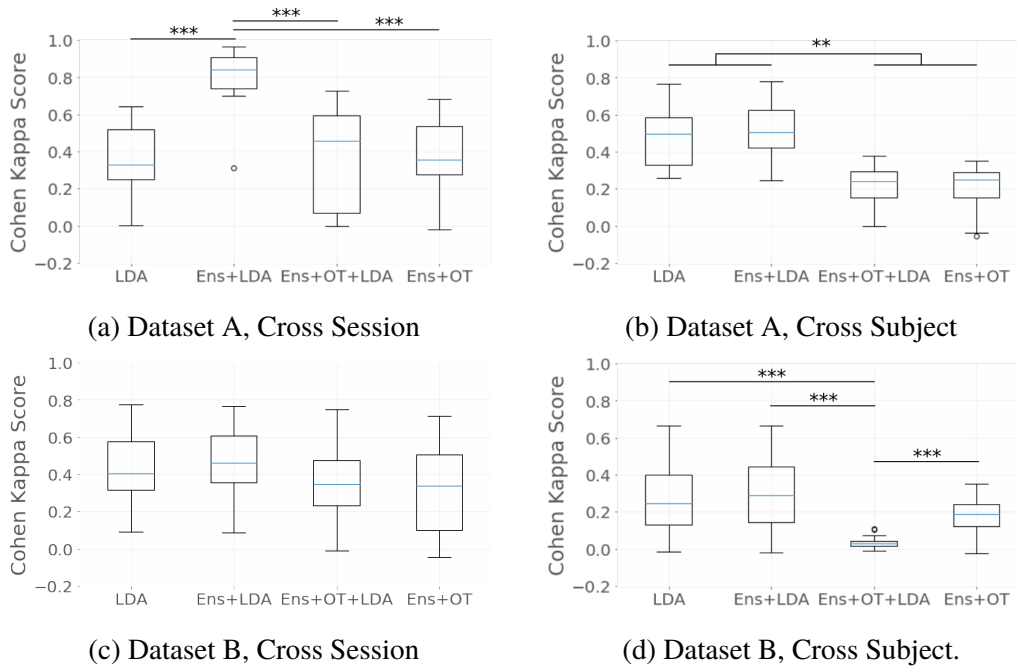 *** *** ***
Cohen Kappa Score
1.0
0.8
0.6
0.4
0.2
0.0
−0.2
LDA Ens+LDA Ens+OT+LDA Ens+OT
(a) Dataset A, Cross Session
**
Cohen Kappa Score
1.0
0.8
0.6
0.4
0.2
0.0
−0.2
LDA Ens+LDA Ens+OT+LDA Ens+OT
(b) Dataset A, Cross Subject
Cohen Kappa Score
1.0
0.8
0.6
0.4
0.2
0.0
−0.2
LDA Ens+LDA Ens+OT+LDA Ens+OT
(c) Dataset B, Cross Session
***
***
***
Cohen Kappa Score
1.0
0.8
0.6
0.4
0.2
0.0
−0.2
LDA Ens+LDA Ens+OT+LDA Ens+OT
(d) Dataset B, Cross Subject.